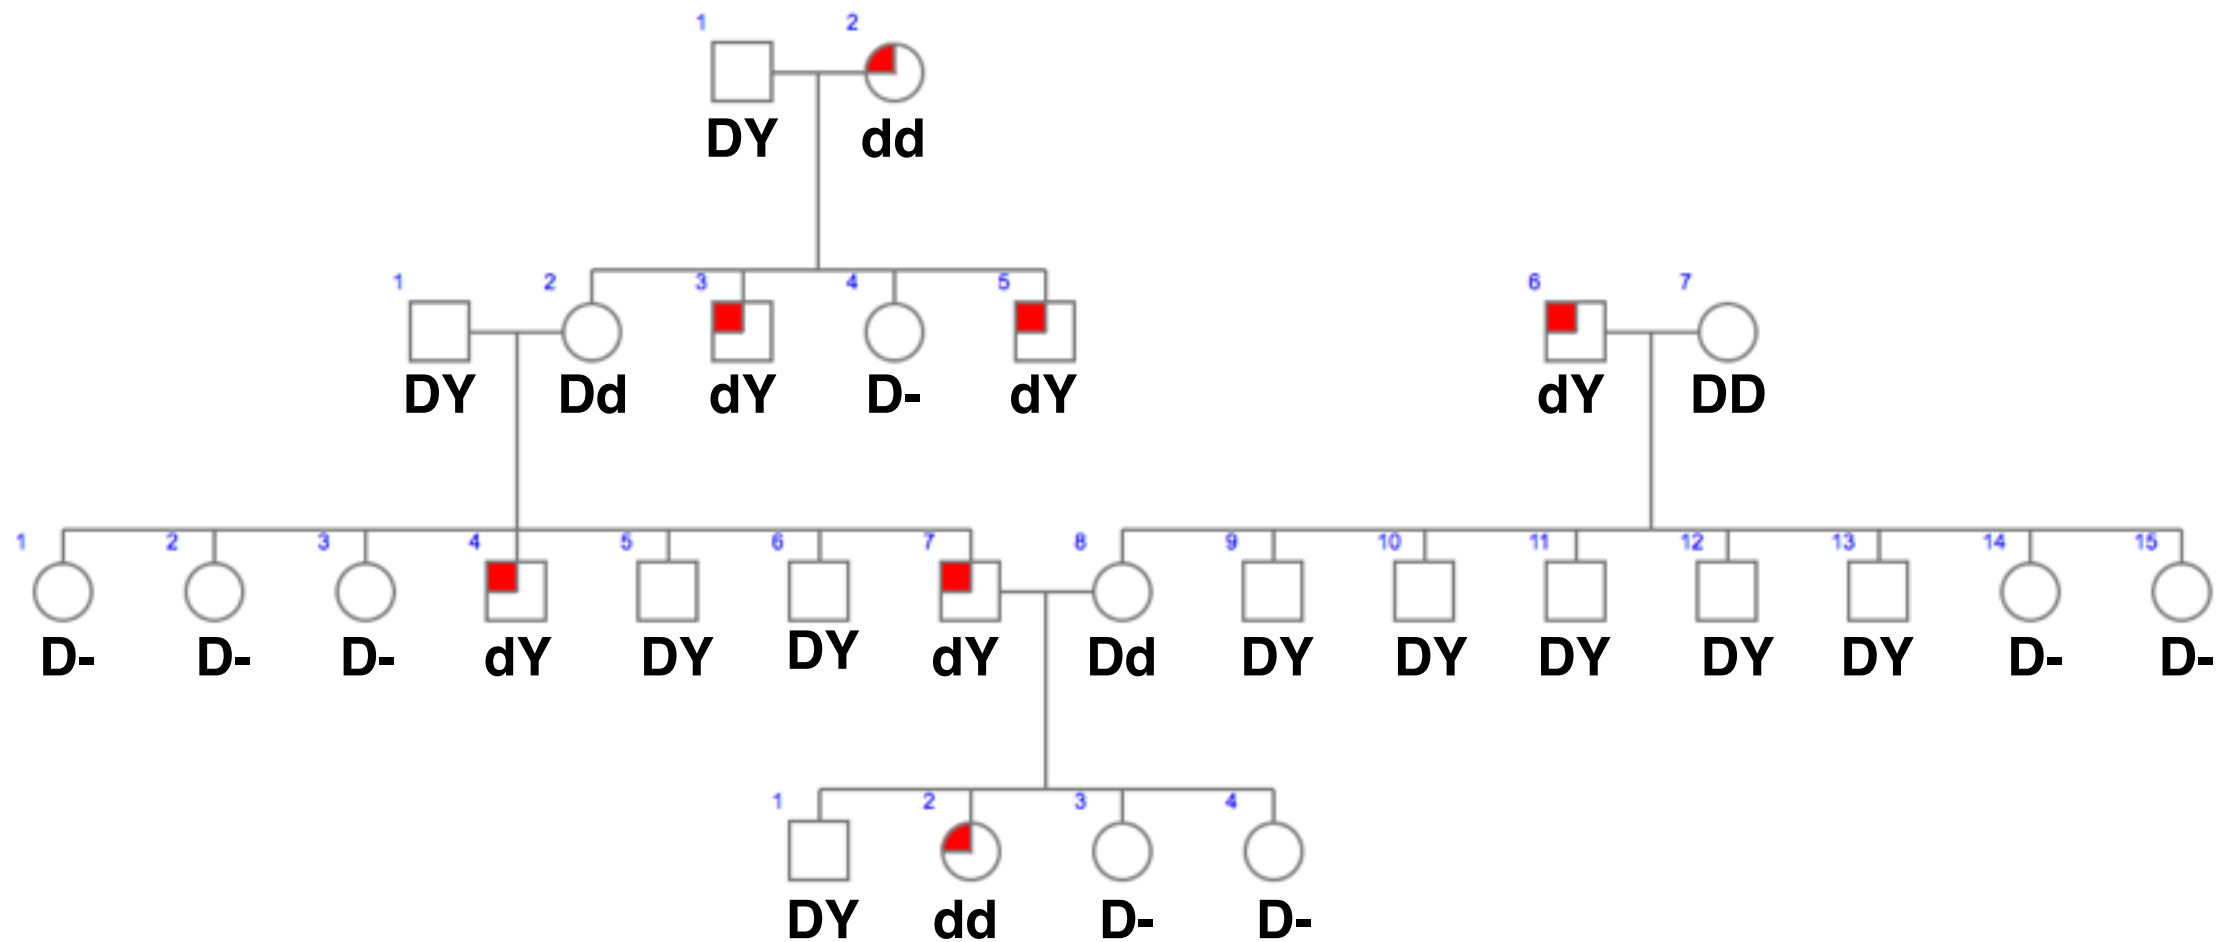 1 2
DY dd
1 2 3 4 5 6 7
DY Dd dY D- dY dY DD
1 2 3 4 5 6 7 8 9 10 11 12 13 14 15
D- D- D- dY DY DY dY Dd DY DY DY DY DY D- D-
1 2 3 4
DY dd D- D-